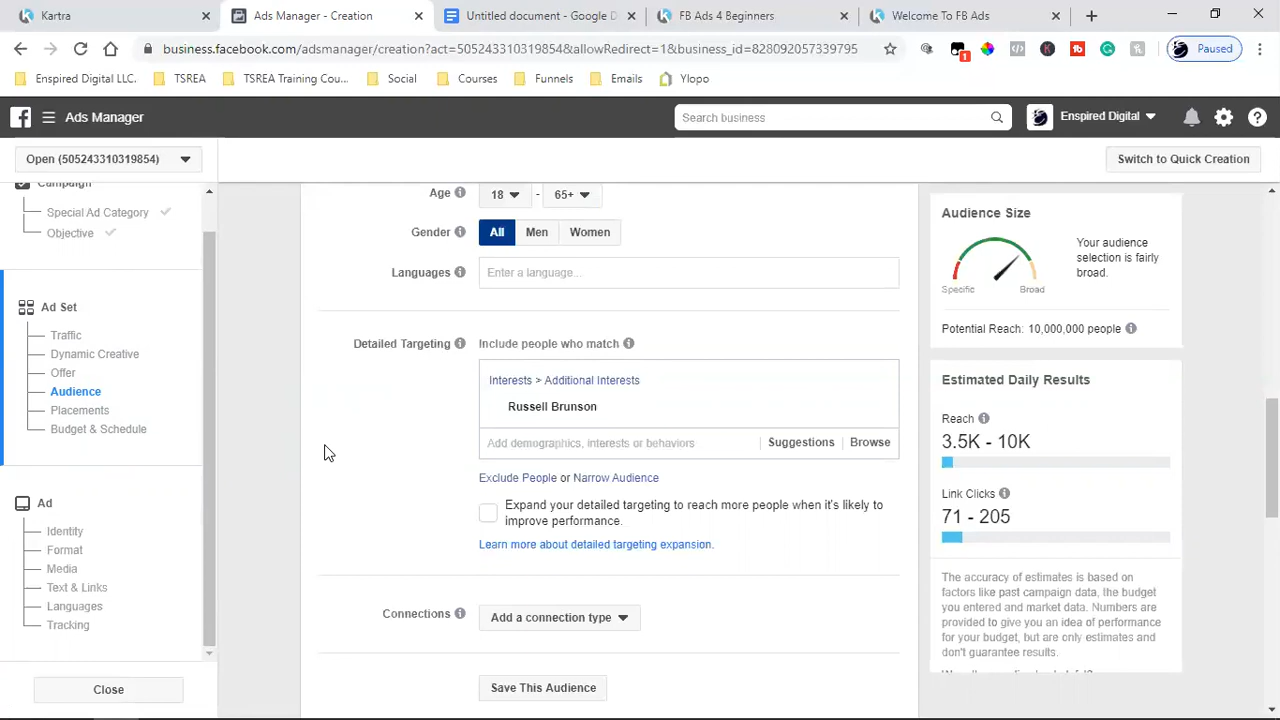 Kartra
Ads Manager - Creation
Untitled document - Google D
FB Ads 4 Beginners
Welcome To FB Ads
business.facebook.com/adsmanager/creation?act=505243310319854&allowRedirect=1&business_id=828092057339795
1
Paused
Enspired Digital LLC.
TSREA
TSREA Training Cou...
Social
Courses
Funnels
Emails
Ylopo
Ads Manager
Search business
Enspired Digital
Open (505243310319854)
Switch to Quick Creation
Campaign
Special Ad Category
Objective
Ad Set
Traffic
Dynamic Creative
Offer
Audience
Placements
Budget & Schedule
Ad
Identity
Format
Media
Text & Links
Languages
Tracking
Close
Age
18
-
65+
Gender
All
Men
Women
Languages
Enter a language...
Detailed Targeting
Include people who match
Interests > Additional Interests
Russell Brunson
Add demographics, interests or behaviors
Suggestions
Browse
Exclude People or Narrow Audience
Expand your detailed targeting to reach more people when it's likely to
improve performance.
Learn more about detailed targeting expansion.
Connections
Add a connection type
Save This Audience
Audience Size
Specific
Broad
Your audience
selection is fairly
broad.
Potential Reach: 10,000,000 people
Estimated Daily Results
Reach
3.5K - 10K
Link Clicks
71 - 205
The accuracy of estimates is based on
factors like past campaign data, the budget
you entered and market data. Numbers are
provided to give you an idea of performance
for your budget, but are only estimates and
don't guarantee results.